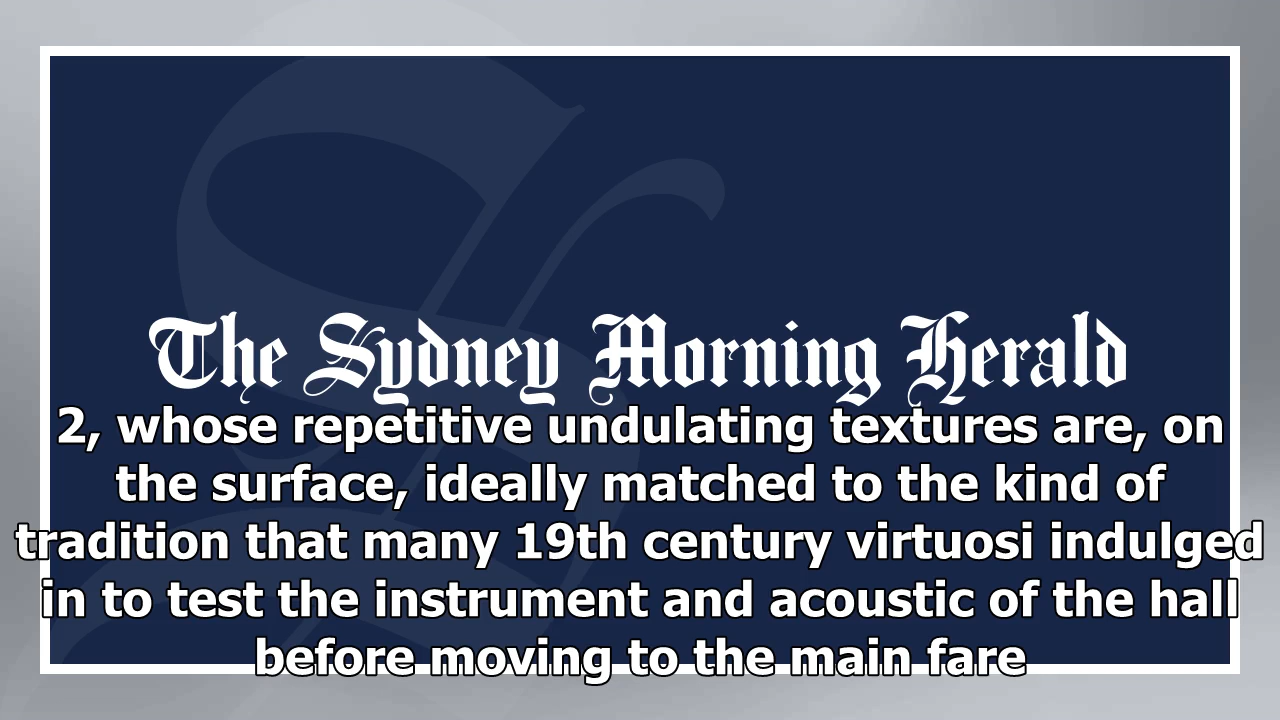 The Sydney Morning Herald
2, whose repetitive undulating textures are, on
the surface, ideally matched to the kind of
tradition that many 19th century virtuosi indulged
in to test the instrument and acoustic of the hall
before moving to the main fare